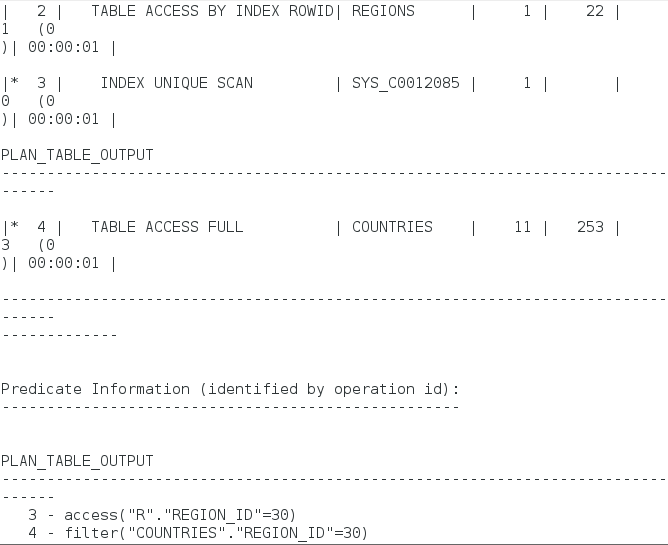 |   2 |   TABLE ACCESS BY INDEX ROWID| REGIONS      |     1 |    22 |
1   (0
)| 00:00:01 |
|*  3 |    INDEX UNIQUE SCAN         | SYS_C0012085 |     1 |       |
0   (0
)| 00:00:01 |
PLAN_TABLE_OUTPUT
-------------------------------------------------------------------------
------
|*  4 |   TABLE ACCESS FULL          | COUNTRIES    |    11 |   253 |
3   (0
)| 00:00:01 |
-------------------------------------------------------------------------
------
-------------
Predicate Information (identified by operation id):
--------------------------------------------------
PLAN_TABLE_OUTPUT
-------------------------------------------------------------------------
------
   3 - access("R"."REGION_ID"=30)
   4 - filter("COUNTRIES"."REGION_ID"=30)